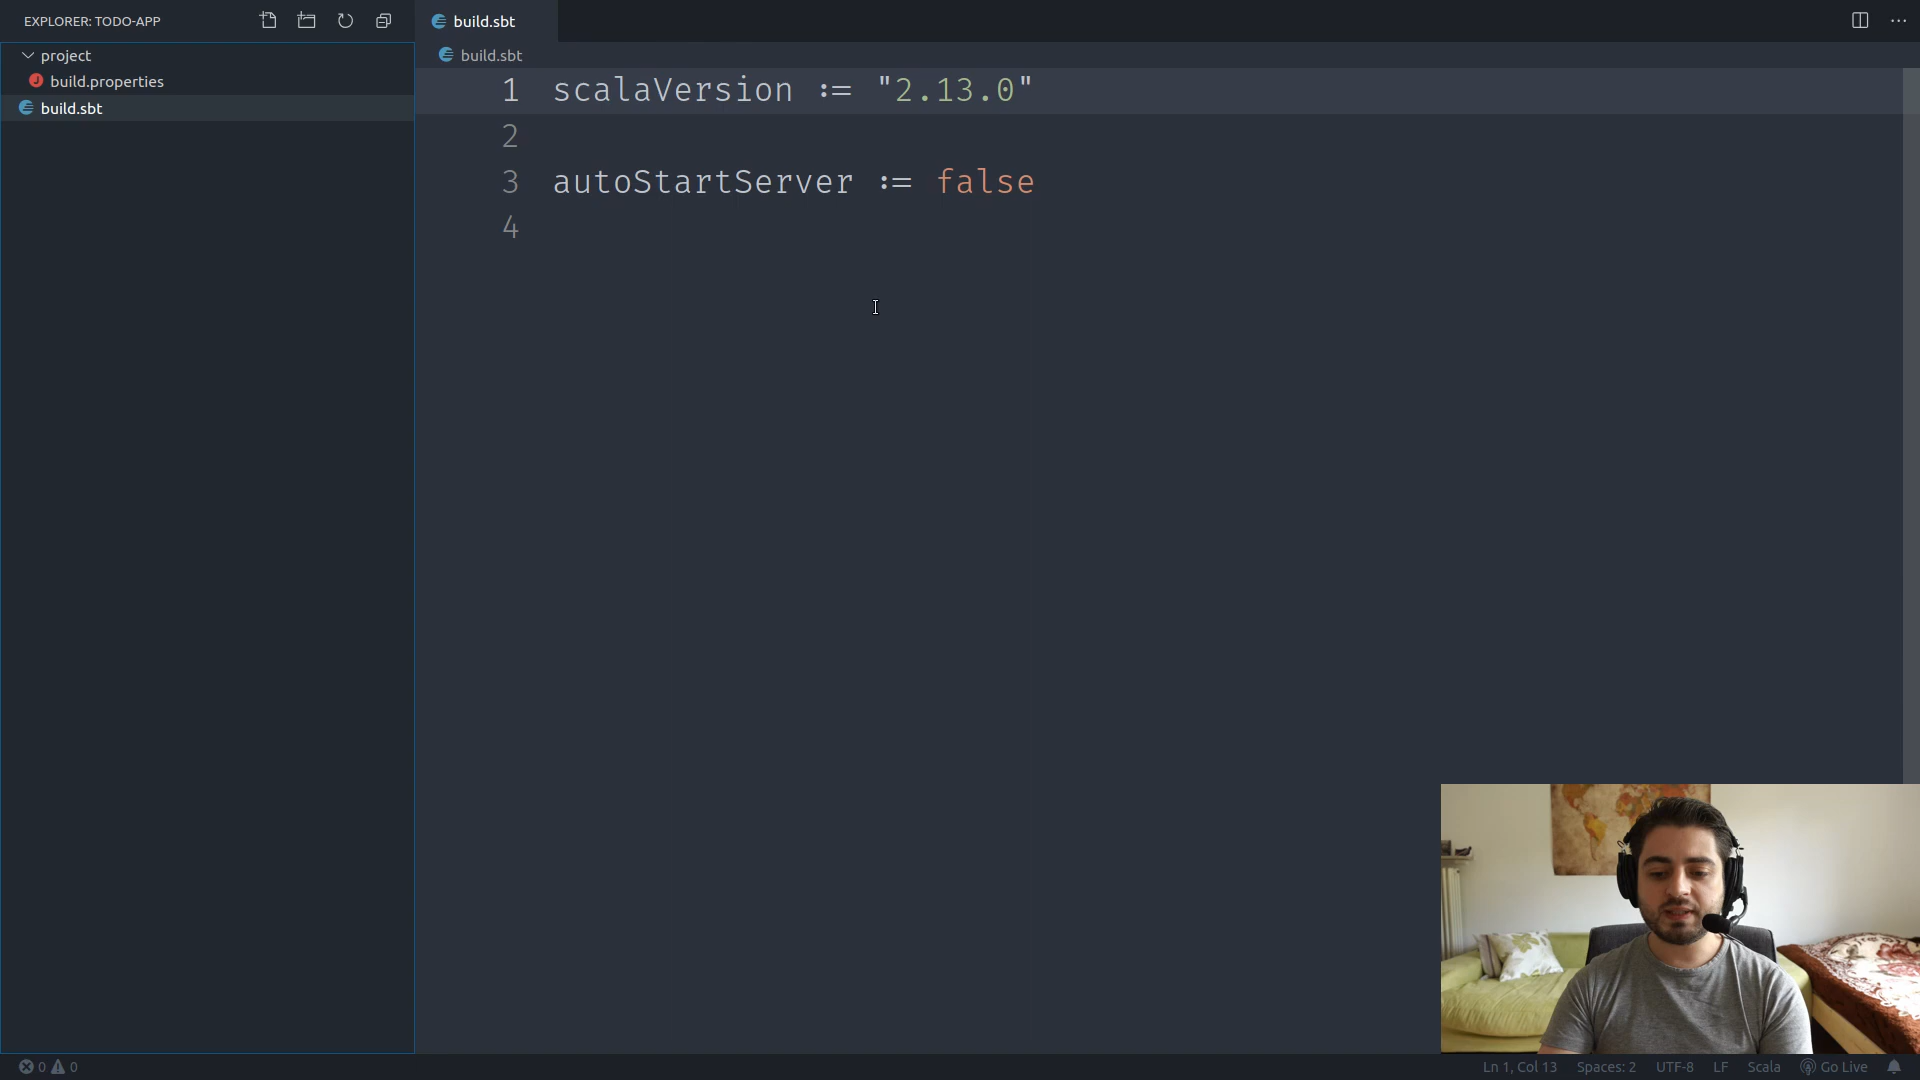 EXPLORER: TODO-APP
project
build.properties
build.sbt
build.sbt
build.sbt
1 scalaVersion := "2.13.0"
2
3 autoStartServer := false
4
0 0
Ln 1, Col 13 Spaces: 2 UTF-8 LF Scala Go Live